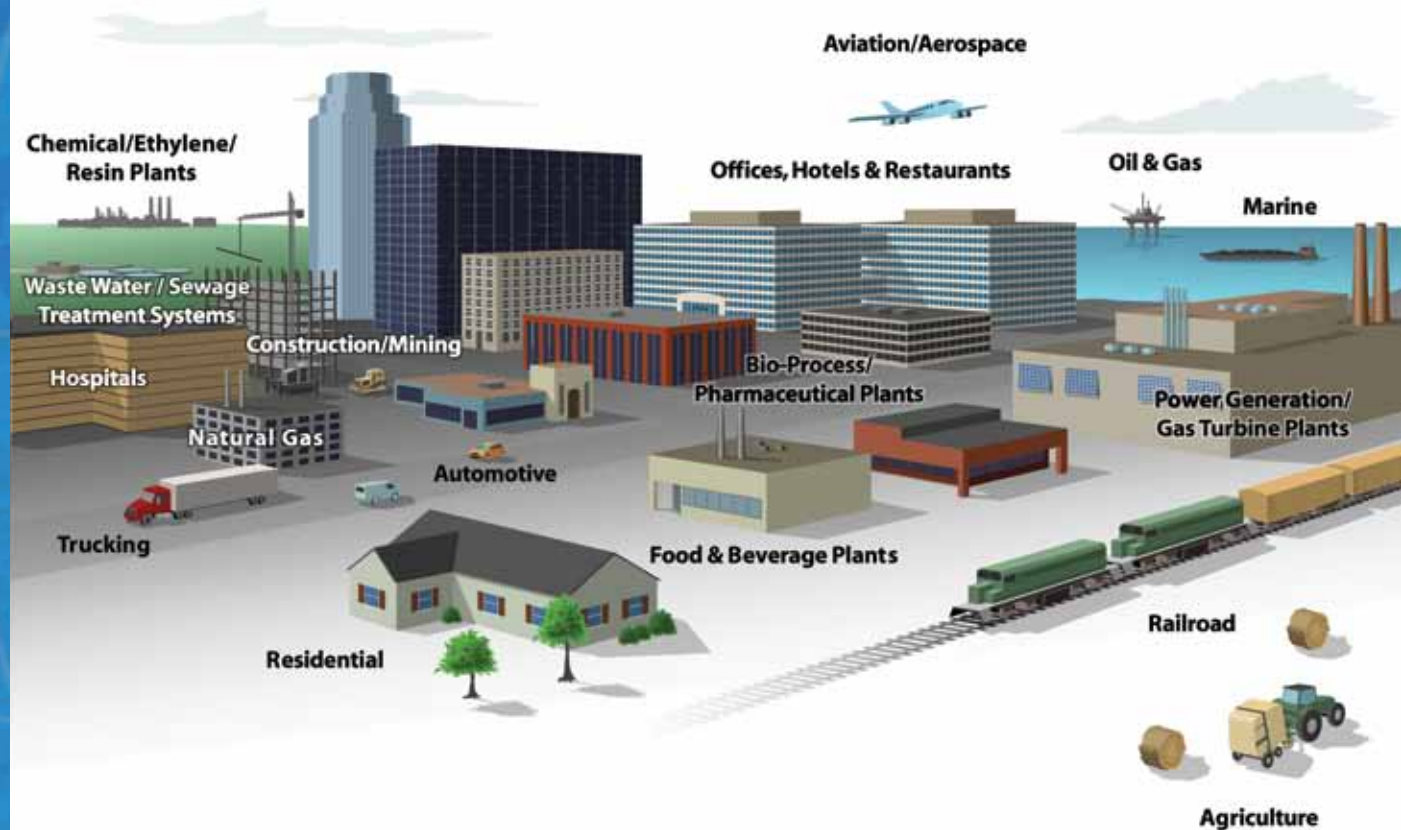 Aviation/Aerospace
Chemical/Ethylene/
Resin Plants
Offices, Hotels & Restaurants
Oil & Gas
Marine
Waste Water / Sewage
Treatment Systems
Construction/Mining
Hospitals
Bio-Process/
Pharmaceutical Plants
Power Generation/
Gas Turbine Plants
Natural Gas
Automotive
Trucking
Food & Beverage Plants
Railroad
Residential
Agriculture